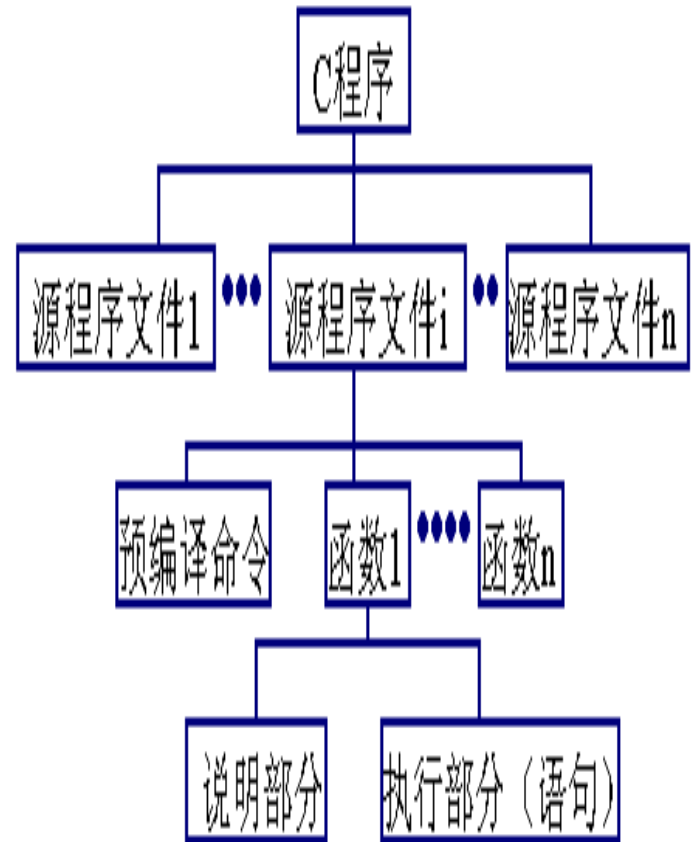 C程序
源程序文件1
源程序文件i
源程序文件n
预编译命令
函数1
函数n
说明部分
执行部分（语句）